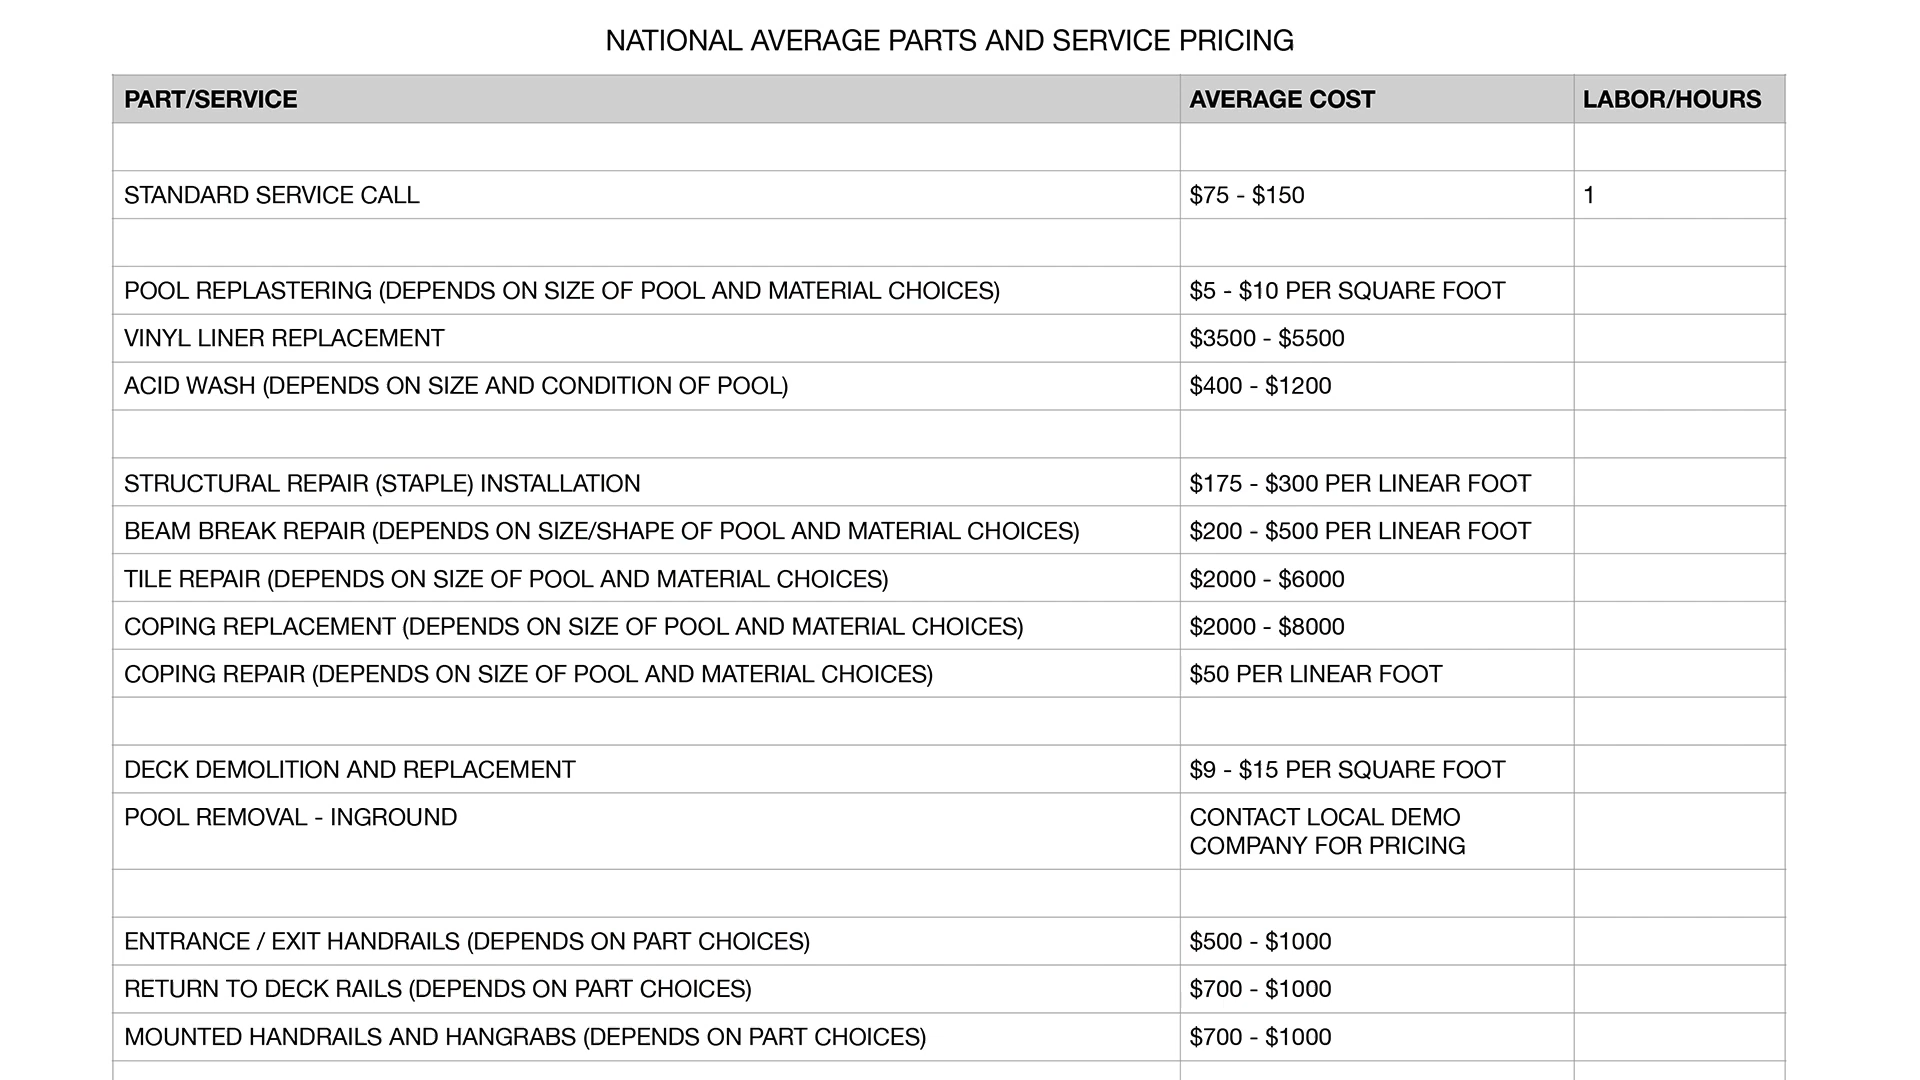 NATIONAL AVERAGE PARTS AND SERVICE PRICING
PART/SERVICE AVERAGE COST LABOR/HOURS
STANDARD SERVICE CALL $75 - $150 1
POOL REPLASTERING (DEPENDS ON SIZE OF POOL AND MATERIAL CHOICES) $5 - $10 PER SQUARE FOOT
VINYL LINER REPLACEMENT $3500 - $5500
ACID WASH (DEPENDS ON SIZE AND CONDITION OF POOL) $400 - $1200
STRUCTURAL REPAIR (STAPLE) INSTALLATION $175 - $300 PER LINEAR FOOT
BEAM BREAK REPAIR (DEPENDS ON SIZE/SHAPE OF POOL AND MATERIAL CHOICES) $200 - $500 PER LINEAR FOOT
TILE REPAIR (DEPENDS ON SIZE OF POOL AND MATERIAL CHOICES) $2000 - $6000
COPING REPLACEMENT (DEPENDS ON SIZE OF POOL AND MATERIAL CHOICES) $2000 - $8000
COPING REPAIR (DEPENDS ON SIZE OF POOL AND MATERIAL CHOICES) $50 PER LINEAR FOOT
DECK DEMOLITION AND REPLACEMENT $9 - $15 PER SQUARE FOOT
POOL REMOVAL - INGROUND CONTACT LOCAL DEMO
COMPANY FOR PRICING
ENTRANCE / EXIT HANDRAILS (DEPENDS ON PART CHOICES) $500 - $1000
RETURN TO DECK RAILS (DEPENDS ON PART CHOICES) $700 - $1000
MOUNTED HANDRAILS AND HANGRABS (DEPENDS ON PART CHOICES) $700 - $1000